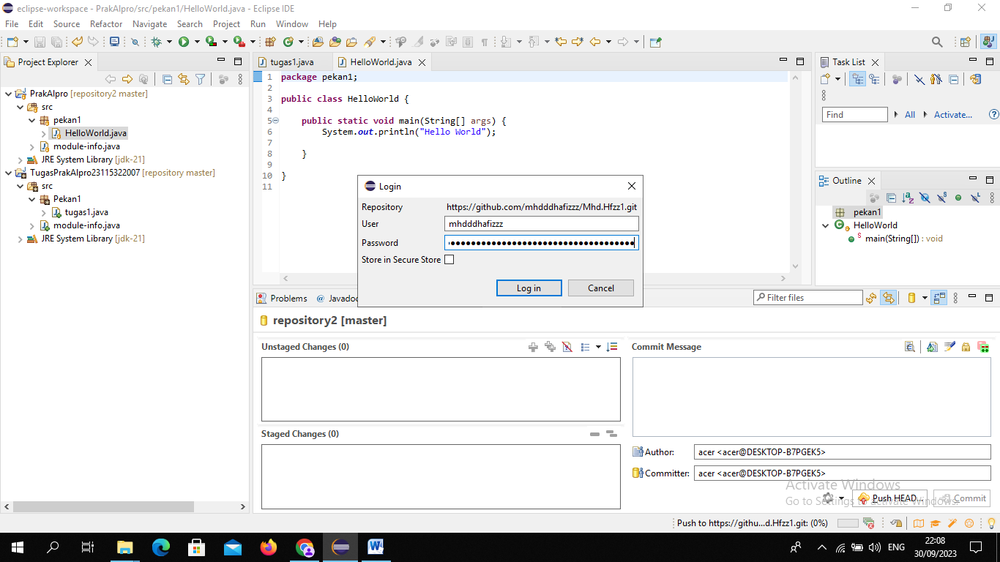 eclipse-workspace - PrakAlpro/src/pekan1/HelloWorld.java - Eclipse IDE
File Edit Source Refactor Navigate Search Project Run Window Help
Project Explorer
PrakAlpro [repository2 master]
src
pekan1
HelloWorld.java
module-info.java
JRE System Library [jdk-21]
TugasPrakAlpro23115322007 [repository master]
src
Pekan1
tugas1.java
module-info.java
JRE System Library [jdk-21]
tugas1.java HelloWorld.java
1 package pekan1;
2
3 public class HelloWorld {
4
5 public static void main(String[] args) {
6 System.out.println("Hello World");
7
8 }
9
10 }
11
Login
Repository https://github.com/mhdddhafizzz/Mhd.Hfzz1.git
User mhdddhafizzz
Password
Store in Secure Store
Log in Cancel
Task List
Find All Activate...
Outline
pekan1
HelloWorld
main(String[]) : void
Problems @ Javadoc
Filter files
repository2 [master]
Unstaged Changes (0)
Staged Changes (0)
Commit Message
Author: acer <acer@DESKTOP-B7PGEK5>
Committer: acer <acer@DESKTOP-B7PGEK5>
Activate Windows
Go to Settings to activate Windows.
Push HEAD... Commit
Push to https://githu...d.Hfzz1.git: (0%)
ENG
22:08
30/09/2023